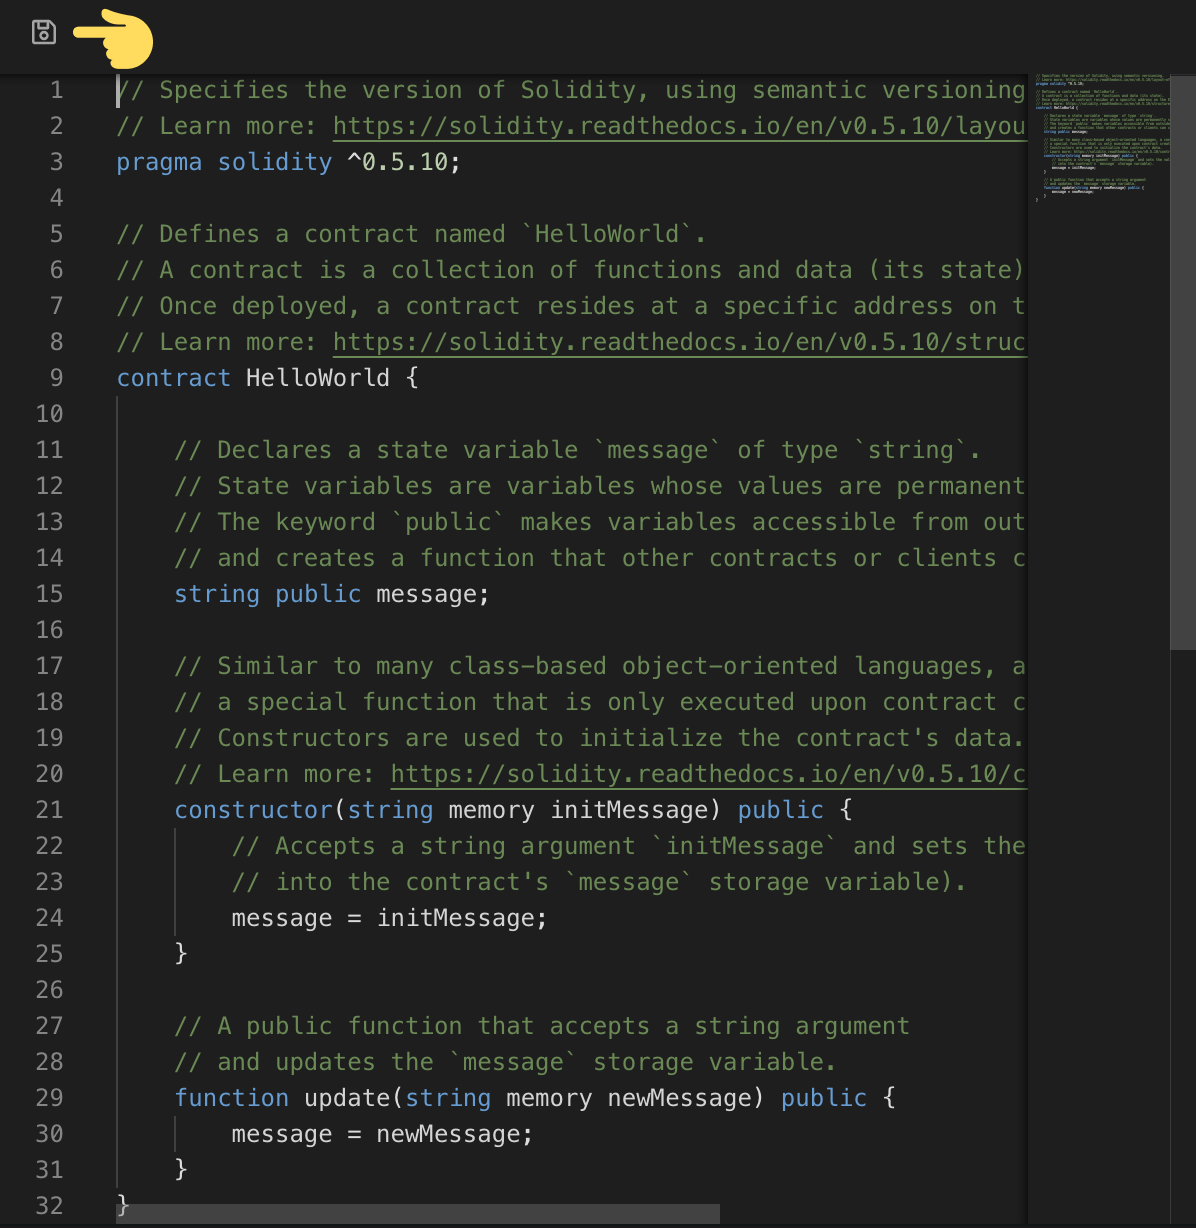 1 // Specifies the version of Solidity, using semantic versioning
2 // Learn more: https://solidity.readthedocs.io/en/v0.5.10/layou
3 pragma solidity ^0.5.10;
4
5 // Defines a contract named `HelloWorld`.
6 // A contract is a collection of functions and data (its state)
7 // Once deployed, a contract resides at a specific address on t
8 // Learn more: https://solidity.readthedocs.io/en/v0.5.10/struc
9 contract HelloWorld {
10
11 // Declares a state variable `message` of type `string`.
12 // State variables are variables whose values are permanent
13 // The keyword `public` makes variables accessible from out
14 // and creates a function that other contracts or clients c
15 string public message;
16
17 // Similar to many class-based object-oriented languages, a
18 // a special function that is only executed upon contract c
19 // Constructors are used to initialize the contract's data.
20 // Learn more: https://solidity.readthedocs.io/en/v0.5.10/c
21 constructor(string memory initMessage) public {
22 // Accepts a string argument `initMessage` and sets the
23 // into the contract's `message` storage variable).
24 message = initMessage;
25 }
26
27 // A public function that accepts a string argument
28 // and updates the `message` storage variable.
29 function update(string memory newMessage) public {
30 message = newMessage;
31 }
32 }